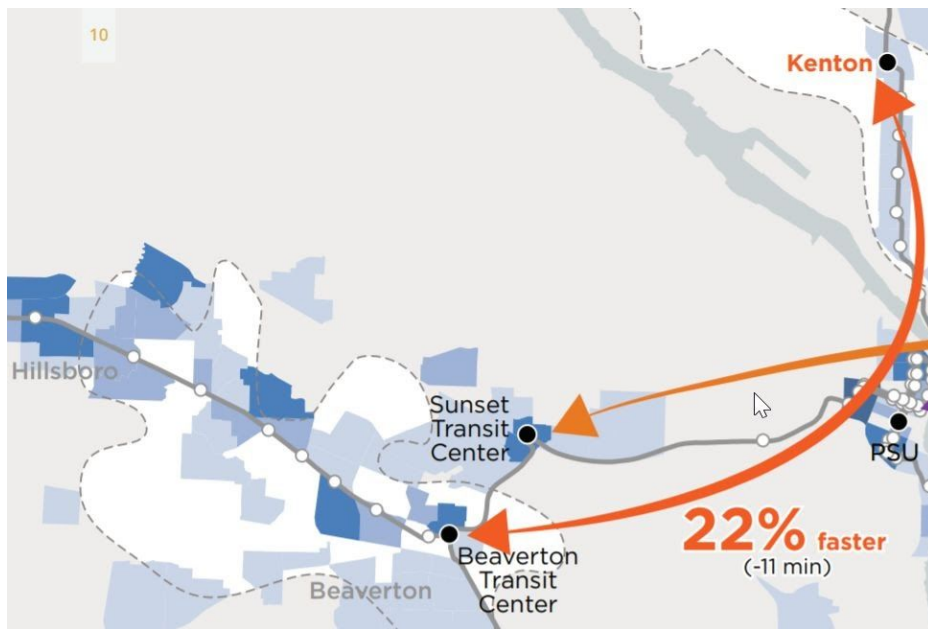 10
Kenton
Hillsboro
Sunset
Transit
Center
PSU
22% faster
(-11 min)
Beaverton
Transit
Center
Beaverton